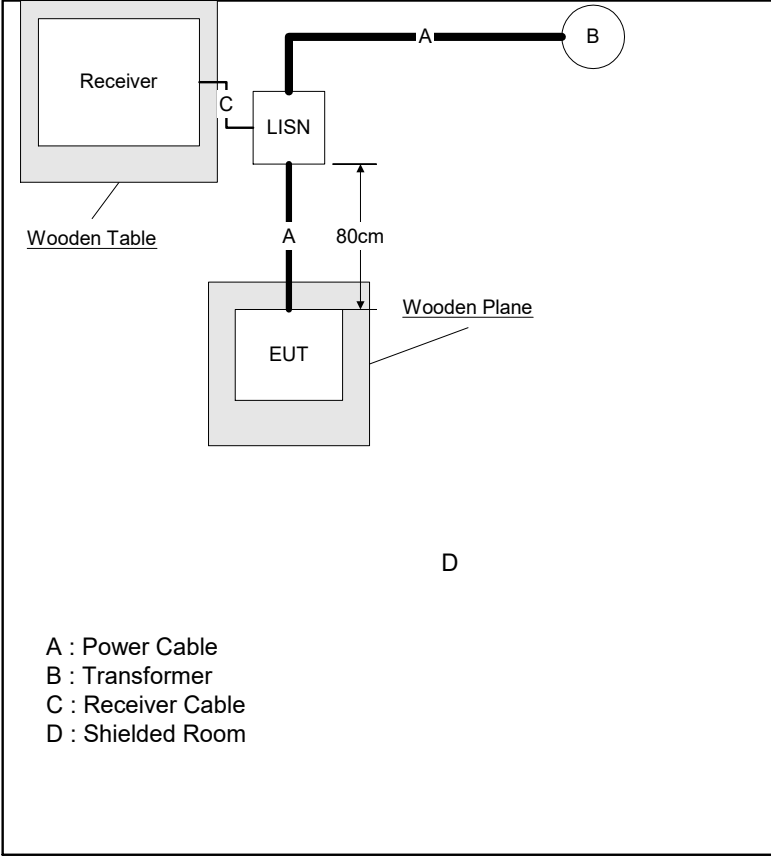 A
B
Receiver
C
LISN
Wooden Table
A
80cm
Wooden Plane
EUT
D
A : Power Cable
B : Transformer
C : Receiver Cable
D : Shielded Room